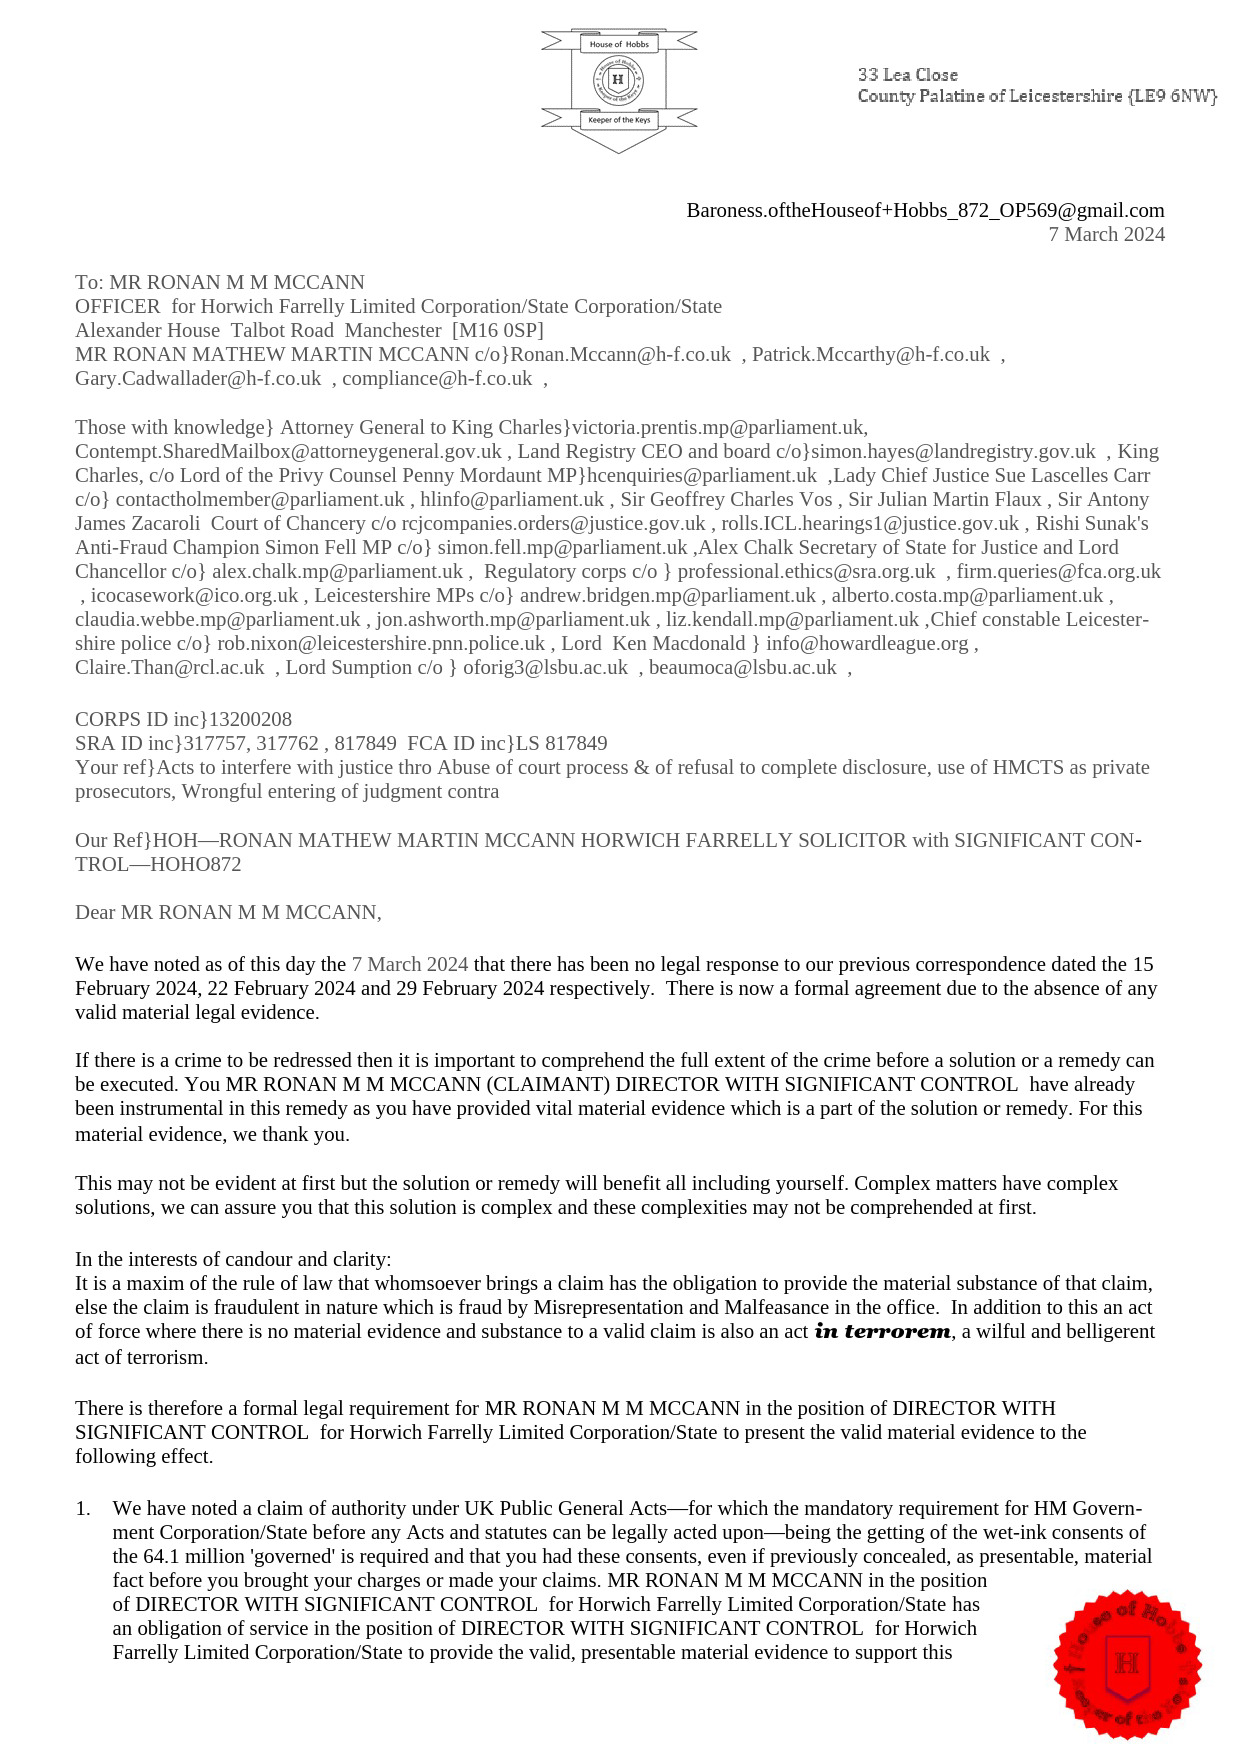 House of Hobbs
House of Hobbs
H
Keeper of the Keys
Keeper of the Keys
33 Lea Close
County Palatine of Leicestershire {LE9 6NW}
Baroness.oftheHouseof+Hobbs_872_OP569@gmail.com
7 March 2024
To: MR RONAN M M MCCANN
OFFICER  for Horwich Farrelly Limited Corporation/State Corporation/State
Alexander House  Talbot Road  Manchester  [M16 0SP]
MR RONAN MATHEW MARTIN MCCANN c/o}Ronan.Mccann@h-f.co.uk  , Patrick.Mccarthy@h-f.co.uk  ,
Gary.Cadwallader@h-f.co.uk  , compliance@h-f.co.uk  ,
Those with knowledge} Attorney General to King Charles}victoria.prentis.mp@parliament.uk,
Contempt.SharedMailbox@attorneygeneral.gov.uk , Land Registry CEO and board c/o}simon.hayes@landregistry.gov.uk  , King
Charles, c/o Lord of the Privy Counsel Penny Mordaunt MP}hcenquiries@parliament.uk  ,Lady Chief Justice Sue Lascelles Carr
c/o} contactholmember@parliament.uk , hlinfo@parliament.uk , Sir Geoffrey Charles Vos , Sir Julian Martin Flaux , Sir Antony
James Zacaroli  Court of Chancery c/o rcjcompanies.orders@justice.gov.uk , rolls.ICL.hearings1@justice.gov.uk , Rishi Sunak's
Anti-Fraud Champion Simon Fell MP c/o} simon.fell.mp@parliament.uk ,Alex Chalk Secretary of State for Justice and Lord
Chancellor c/o} alex.chalk.mp@parliament.uk ,  Regulatory corps c/o } professional.ethics@sra.org.uk  , firm.queries@fca.org.uk
, icocasework@ico.org.uk , Leicestershire MPs c/o} andrew.bridgen.mp@parliament.uk , alberto.costa.mp@parliament.uk ,
claudia.webbe.mp@parliament.uk , jon.ashworth.mp@parliament.uk , liz.kendall.mp@parliament.uk ,Chief constable Leicester-
shire police c/o} rob.nixon@leicestershire.pnn.police.uk , Lord  Ken Macdonald } info@howardleague.org ,
Claire.Than@rcl.ac.uk  , Lord Sumption c/o } oforig3@lsbu.ac.uk  , beaumoca@lsbu.ac.uk  ,
CORPS ID inc}13200208
SRA ID inc}317757, 317762 , 817849  FCA ID inc}LS 817849
Your ref}Acts to interfere with justice thro Abuse of court process & of refusal to complete disclosure, use of HMCTS as private
prosecutors, Wrongful entering of judgment contra
Our Ref}HOH—RONAN MATHEW MARTIN MCCANN HORWICH FARRELLY SOLICITOR with SIGNIFICANT CON-
TROL—HOHO872
Dear MR RONAN M M MCCANN,
We have noted as of this day the 7 March 2024 that there has been no legal response to our previous correspondence dated the 15
February 2024, 22 February 2024 and 29 February 2024 respectively.  There is now a formal agreement due to the absence of any
valid material legal evidence.
If there is a crime to be redressed then it is important to comprehend the full extent of the crime before a solution or a remedy can
be executed. You MR RONAN M M MCCANN (CLAIMANT) DIRECTOR WITH SIGNIFICANT CONTROL  have already
been instrumental in this remedy as you have provided vital material evidence which is a part of the solution or remedy. For this
material evidence, we thank you.
This may not be evident at first but the solution or remedy will benefit all including yourself. Complex matters have complex
solutions, we can assure you that this solution is complex and these complexities may not be comprehended at first.
In the interests of candour and clarity:
It is a maxim of the rule of law that whomsoever brings a claim has the obligation to provide the material substance of that claim,
else the claim is fraudulent in nature which is fraud by Misrepresentation and Malfeasance in the office.  In addition to this an act
of force where there is no material evidence and substance to a valid claim is also an act in terrorem, a wilful and belligerent
act of terrorism.
There is therefore a formal legal requirement for MR RONAN M M MCCANN in the position of DIRECTOR WITH
SIGNIFICANT CONTROL  for Horwich Farrelly Limited Corporation/State to present the valid material evidence to the
following effect.
1. We have noted a claim of authority under UK Public General Acts—for which the mandatory requirement for HM Govern-
ment Corporation/State before any Acts and statutes can be legally acted upon—being the getting of the wet-ink consents of
the 64.1 million 'governed' is required and that you had these consents, even if previously concealed, as presentable, material
fact before you brought your charges or made your claims. MR RONAN M M MCCANN in the position
of DIRECTOR WITH SIGNIFICANT CONTROL  for Horwich Farrelly Limited Corporation/State has
an obligation of service in the position of DIRECTOR WITH SIGNIFICANT CONTROL  for Horwich
Farrelly Limited Corporation/State to provide the valid, presentable material evidence to support this
House of Hobbs
H